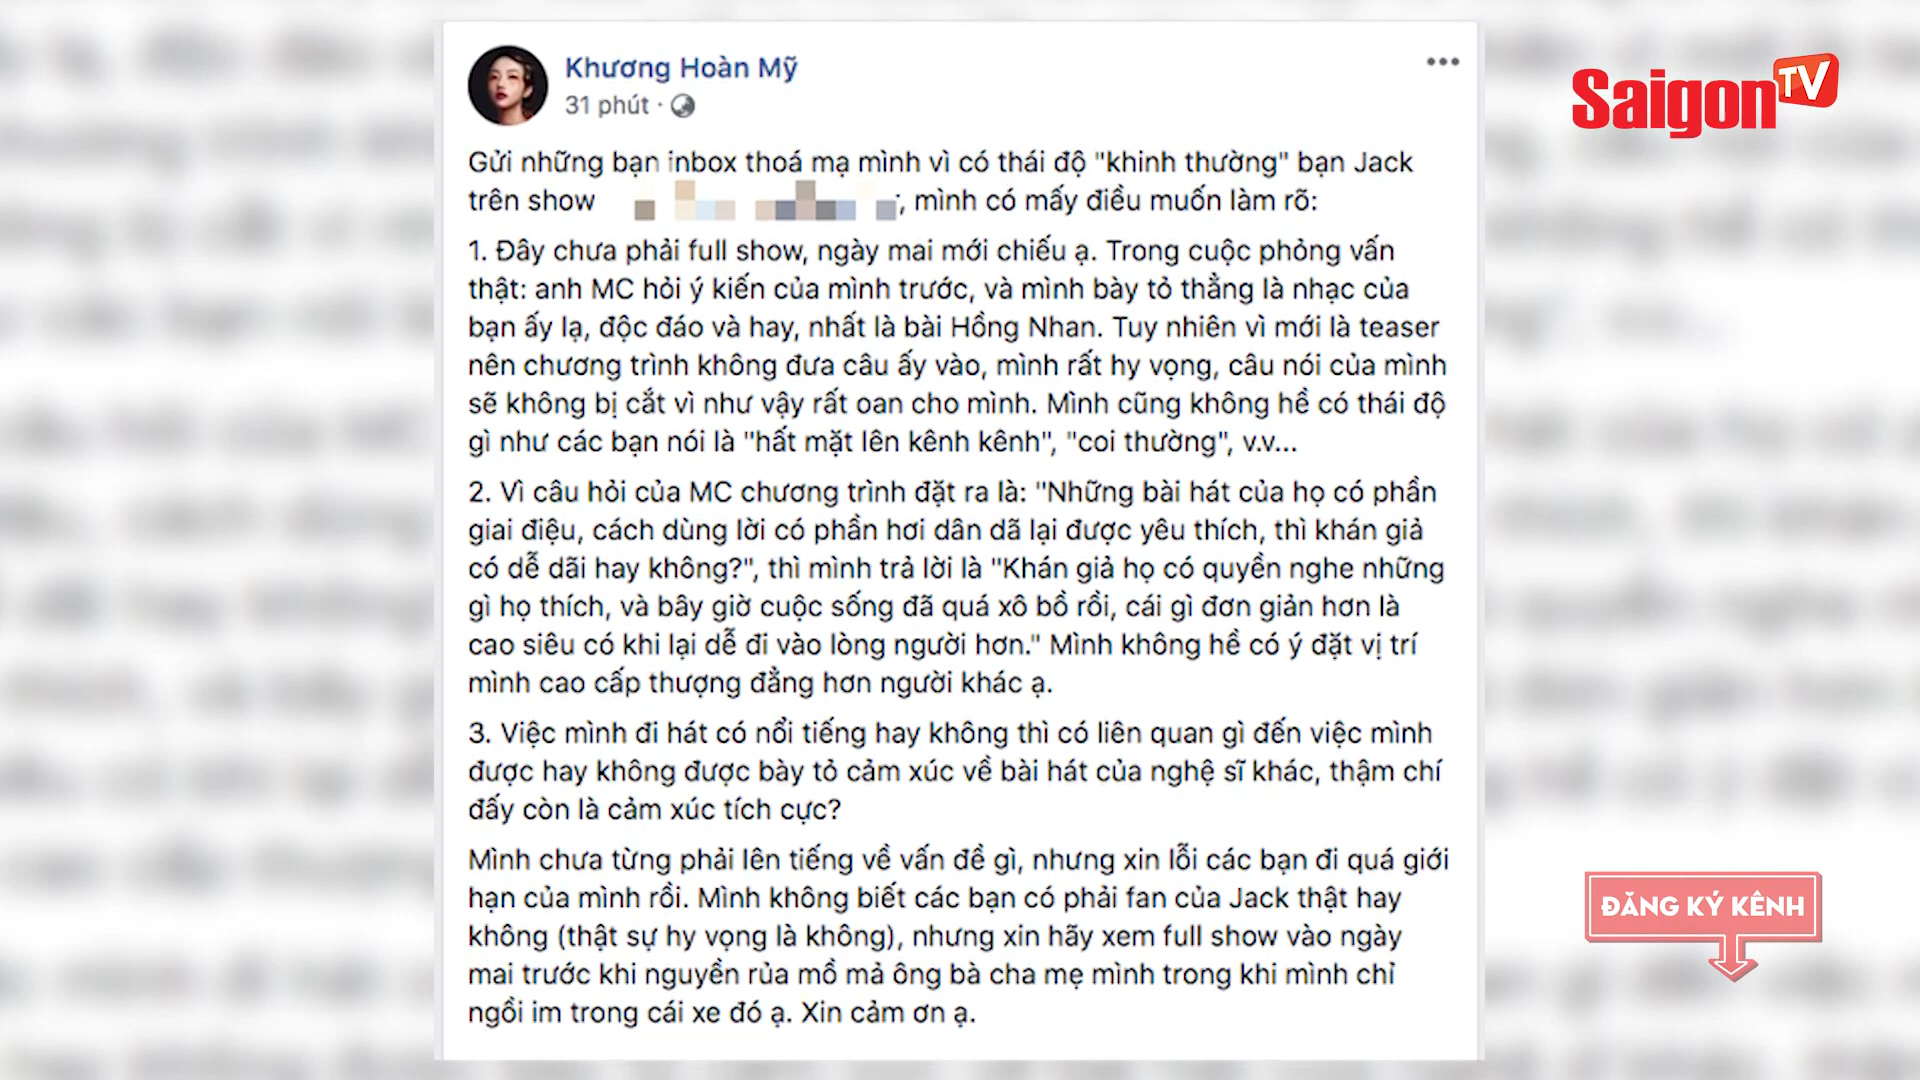 Khương Hoàn Mỹ
31 phút ·
Gửi những bạn inbox thoá mạ mình vì có thái độ "khinh thường" bạn Jack
trên show , mình có mấy điều muốn làm rõ:
1. Đây chưa phải full show, ngày mai mới chiếu ạ. Trong cuộc phỏng vấn
thật: anh MC hỏi ý kiến của mình trước, và mình bày tỏ thẳng là nhạc của
bạn ấy lạ, độc đáo và hay, nhất là bài Hồng Nhan. Tuy nhiên vì mới là teaser
nên chương trình không đưa câu ấy vào, mình rất hy vọng, câu nói của mình
sẽ không bị cắt vì như vậy rất oan cho mình. Mình cũng không hề có thái độ
gì như các bạn nói là "hất mặt lên kênh kênh", "coi thường", v.v...
2. Vì câu hỏi của MC chương trình đặt ra là: "Những bài hát của họ có phần
giai điệu, cách dùng lời có phần hơi dân dã lại được yêu thích, thì khán giả
có dễ dãi hay không?", thì mình trả lời là "Khán giả họ có quyền nghe những
gì họ thích, và bây giờ cuộc sống đã quá xô bồ rồi, cái gì đơn giản hơn là
cao siêu có khi lại dễ đi vào lòng người hơn." Mình không hề có ý đặt vị trí
mình cao cấp thượng đẳng hơn người khác ạ.
3. Việc mình đi hát có nổi tiếng hay không thì có liên quan gì đến việc mình
được hay không được bày tỏ cảm xúc về bài hát của nghệ sĩ khác, thậm chí
đấy còn là cảm xúc tích cực?
Mình chưa từng phải lên tiếng về vấn đề gì, nhưng xin lỗi các bạn đi quá giới
hạn của mình rồi. Mình không biết các bạn có phải fan của Jack thật hay
không (thật sự hy vọng là không), nhưng xin hãy xem full show vào ngày
mai trước khi nguyền rủa mồ mả ông bà cha mẹ mình trong khi mình chỉ
ngồi im trong cái xe đó ạ. Xin cảm ơn ạ.
Saigon TV
ĐĂNG KÝ KÊNH